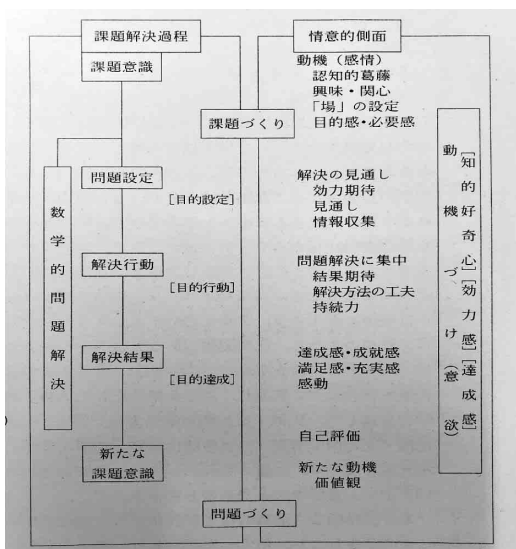 課題解決過程
課題意識
課題づくり
数学的問題解決
問題設定
[目的設定]
解決行動
[目的行動]
解決結果
[目的達成]
新たな
課題意識
情意的側面
動機（感情）
認知的葛藤
興味・関心
「場」の設定
目的感・必要感
解決の見通し
効力期待
見通し
情報収集
問題解決に集中
結果期待
解決方法の工夫
持続力
達成感・成就感
満足感・充実感
感動
自己評価
新たな動機
価値観
[知的好奇心][効力感][達成感]
動機づけ（意欲）
問題づくり
)